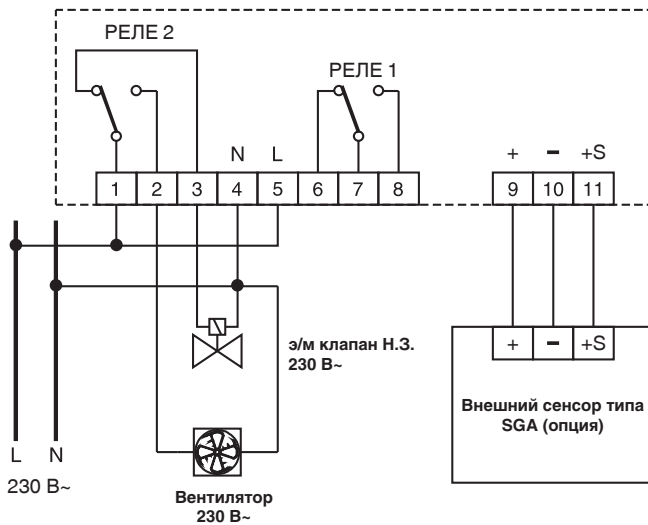 РЕЛЕ 2
РЕЛЕ 1
N L
+ − +S
1 2 3 4 5 6 7 8
9 10 11
э/м клапан Н.З.
230 В~
+ − +S
Внешний сенсор типа
SGA (опция)
L N
230 В~
Вентилятор
230 В~